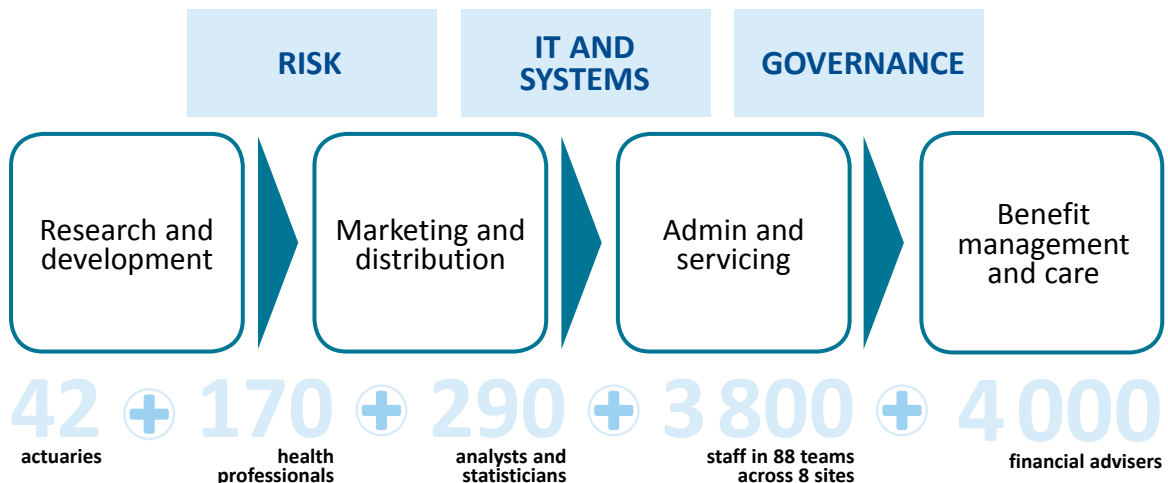 RISK
IT AND
SYSTEMS
GOVERNANCE
Research and
development
Marketing and
distribution
Admin and
servicing
Benefit
management
and care
42
actuaries
170
health
professionals
290
analysts and
statisticians
3 800
staff in 88 teams
across 8 sites
4 000
financial advisers